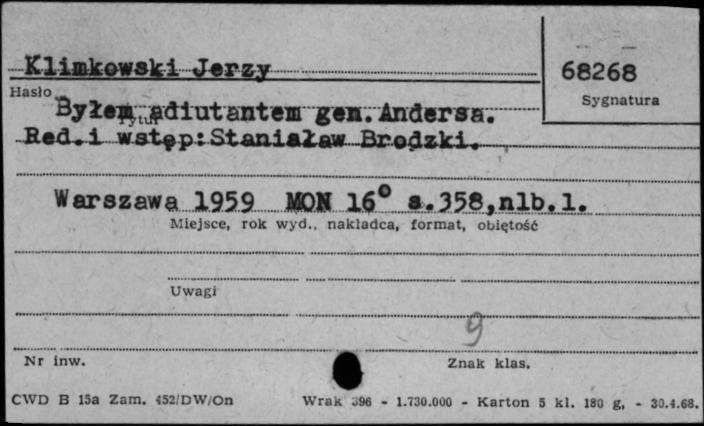 Klimkowski Jerzy
68268
Hasło
Sygnatura
Byłem adiutantem gen. Andersa.
Tytuł
Red.i wstęp: Stanisław Brodzki.
Warszawa 1959 MON 16° s.358,nlb.1.
Miejsce, rok wyd., nakładca, format, objętość
Uwagi
9
Nr inw.
Znak klas.
CWD B 15a Zam. 452/DW/On Wrak 396 - 1.730.000 - Karton 5 kl. 180 g, - 30.4.68.